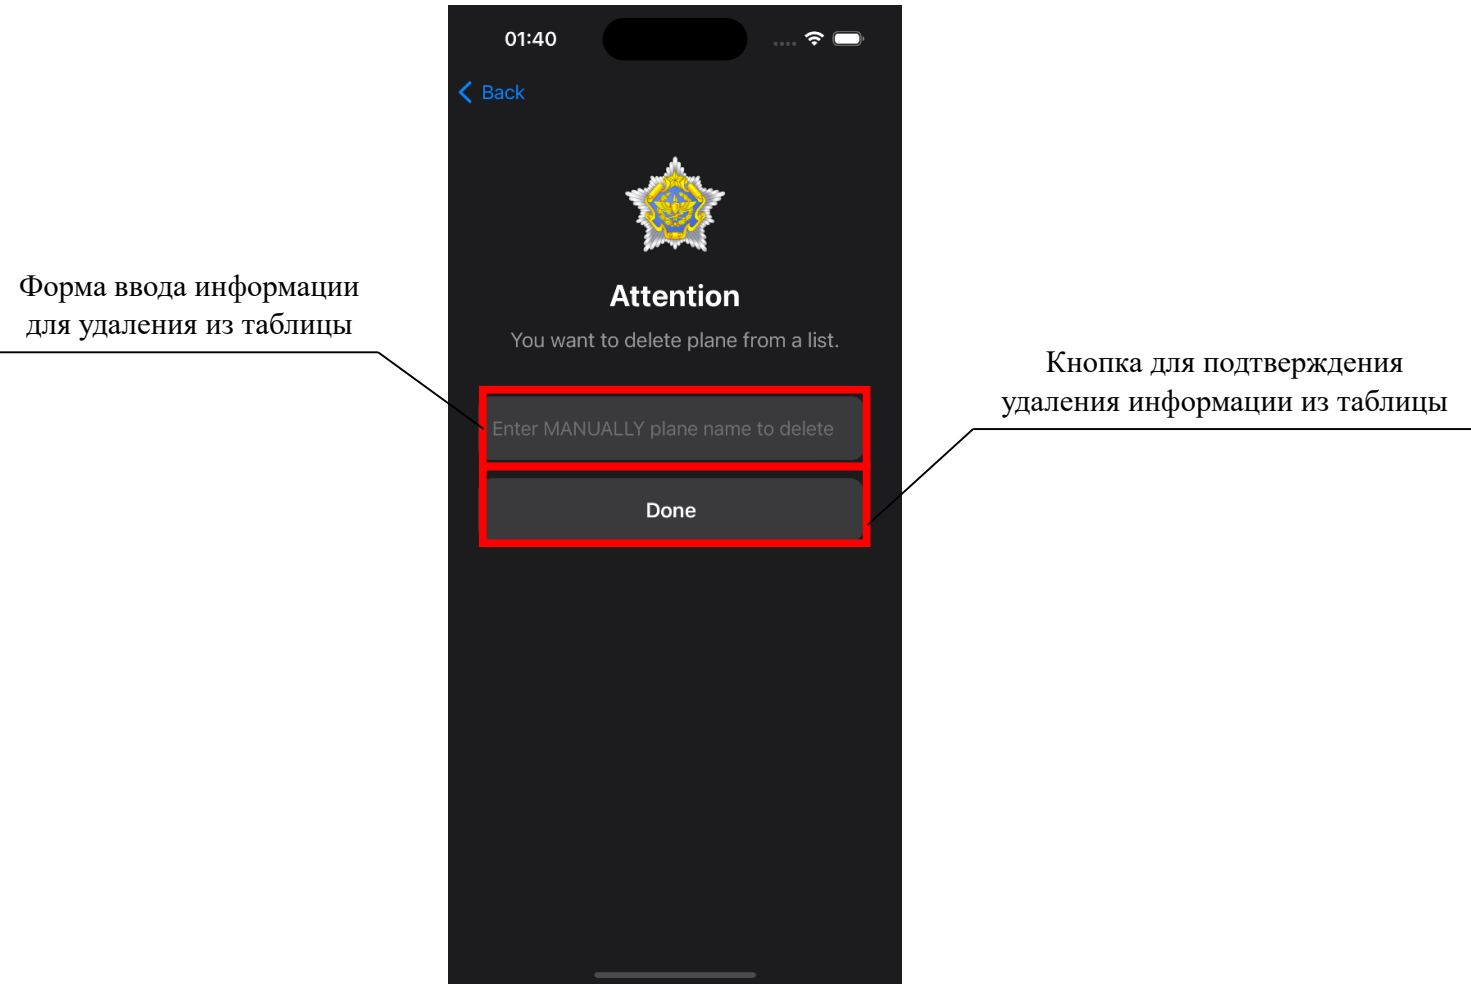 01:40
Back
Attention
You want to delete plane from a list.
Enter MANUALLY plane name to delete
Done
Форма ввода информации
для удаления из таблицы
Кнопка для подтверждения
удаления информации из таблицы